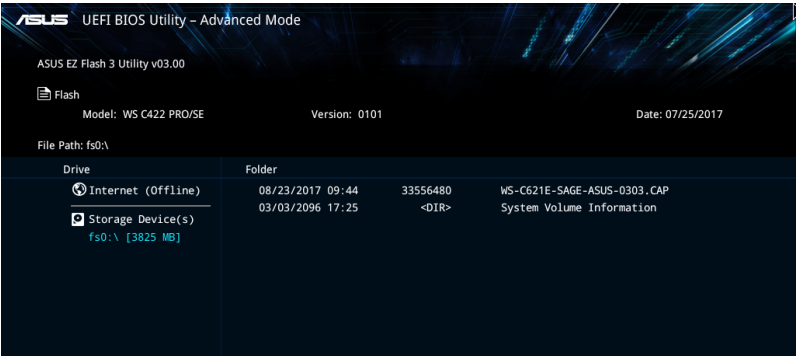 ASUS UEFI BIOS Utility – Advanced Mode
ASUS EZ Flash 3 Utility v03.00
Flash
Model: WS C422 PRO/SE Version: 0101 Date: 07/25/2017
File Path: fs0:\
Drive Folder
Internet (Offline) 08/23/2017 09:44 33556480 WS-C621E-SAGE-ASUS-0303.CAP
03/03/2096 17:25 <DIR> System Volume Information
Storage Device(s)
fs0:\ [3825 MB]